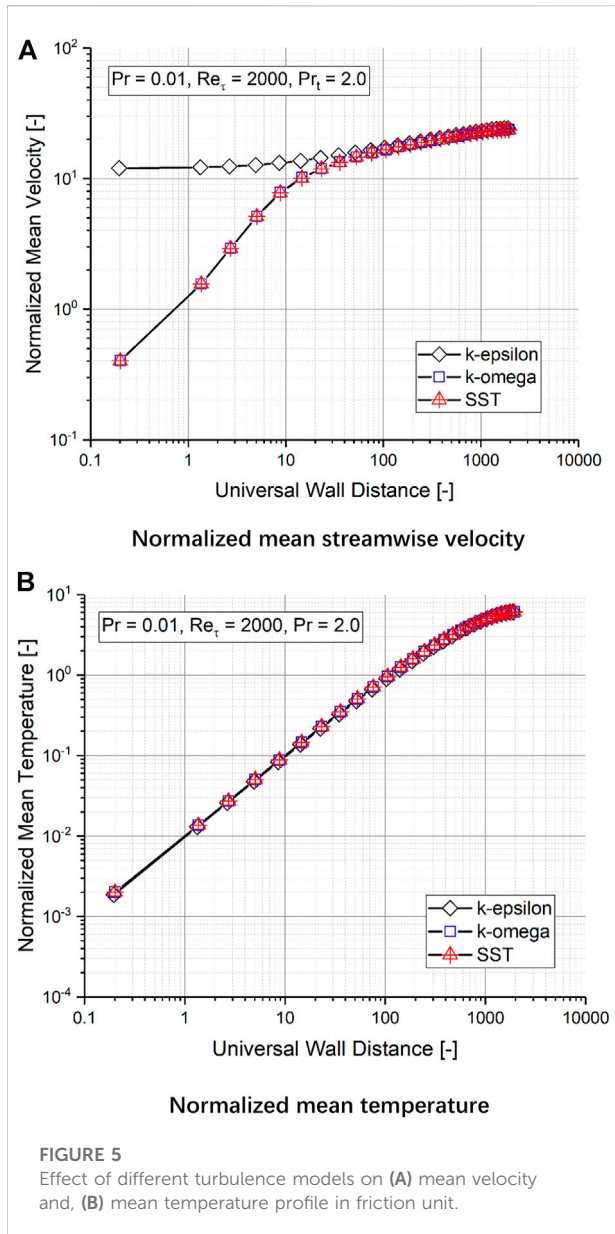 A
Pr = 0.01, Reτ = 2000, Prt = 2.0
Normalized Mean Velocity [-]
10²
10¹
10⁰
10⁻¹
k-epsilon
k-omega
SST
0.1 1 10 100 1000 10000
Universal Wall Distance [-]
Normalized mean streamwise velocity
B
Pr = 0.01, Reτ = 2000, Pr = 2.0
Normalized Mean Temperature [-]
10¹
10⁰
10⁻¹
10⁻²
10⁻³
10⁻⁴
k-epsilon
k-omega
SST
0.1 1 10 100 1000 10000
Universal Wall Distance [-]
Normalized mean temperature
FIGURE 5
Effect of different turbulence models on (A) mean velocity
and, (B) mean temperature profile in friction unit.